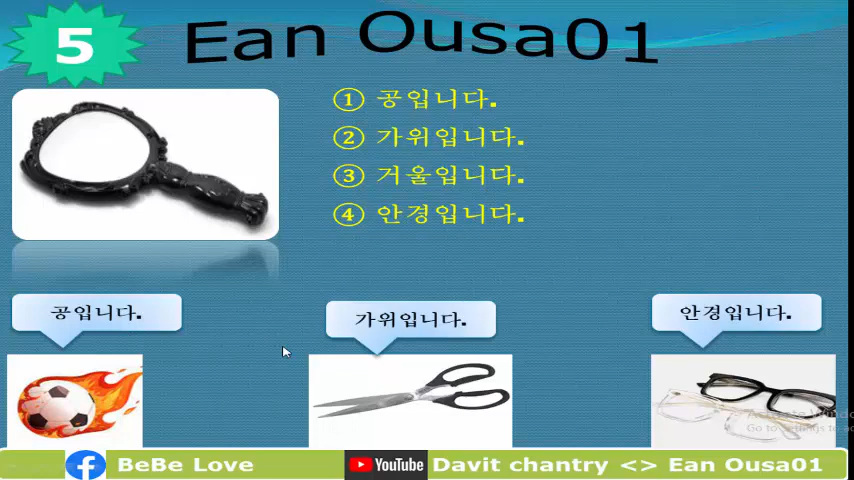 5
Ean Ousa01
① 공입니다.
② 가위입니다.
③ 거울입니다.
④ 안경입니다.
공입니다.
가위입니다.
안경입니다.
BeBe Love
YouTube
Davit chantry <> Ean Ousa01